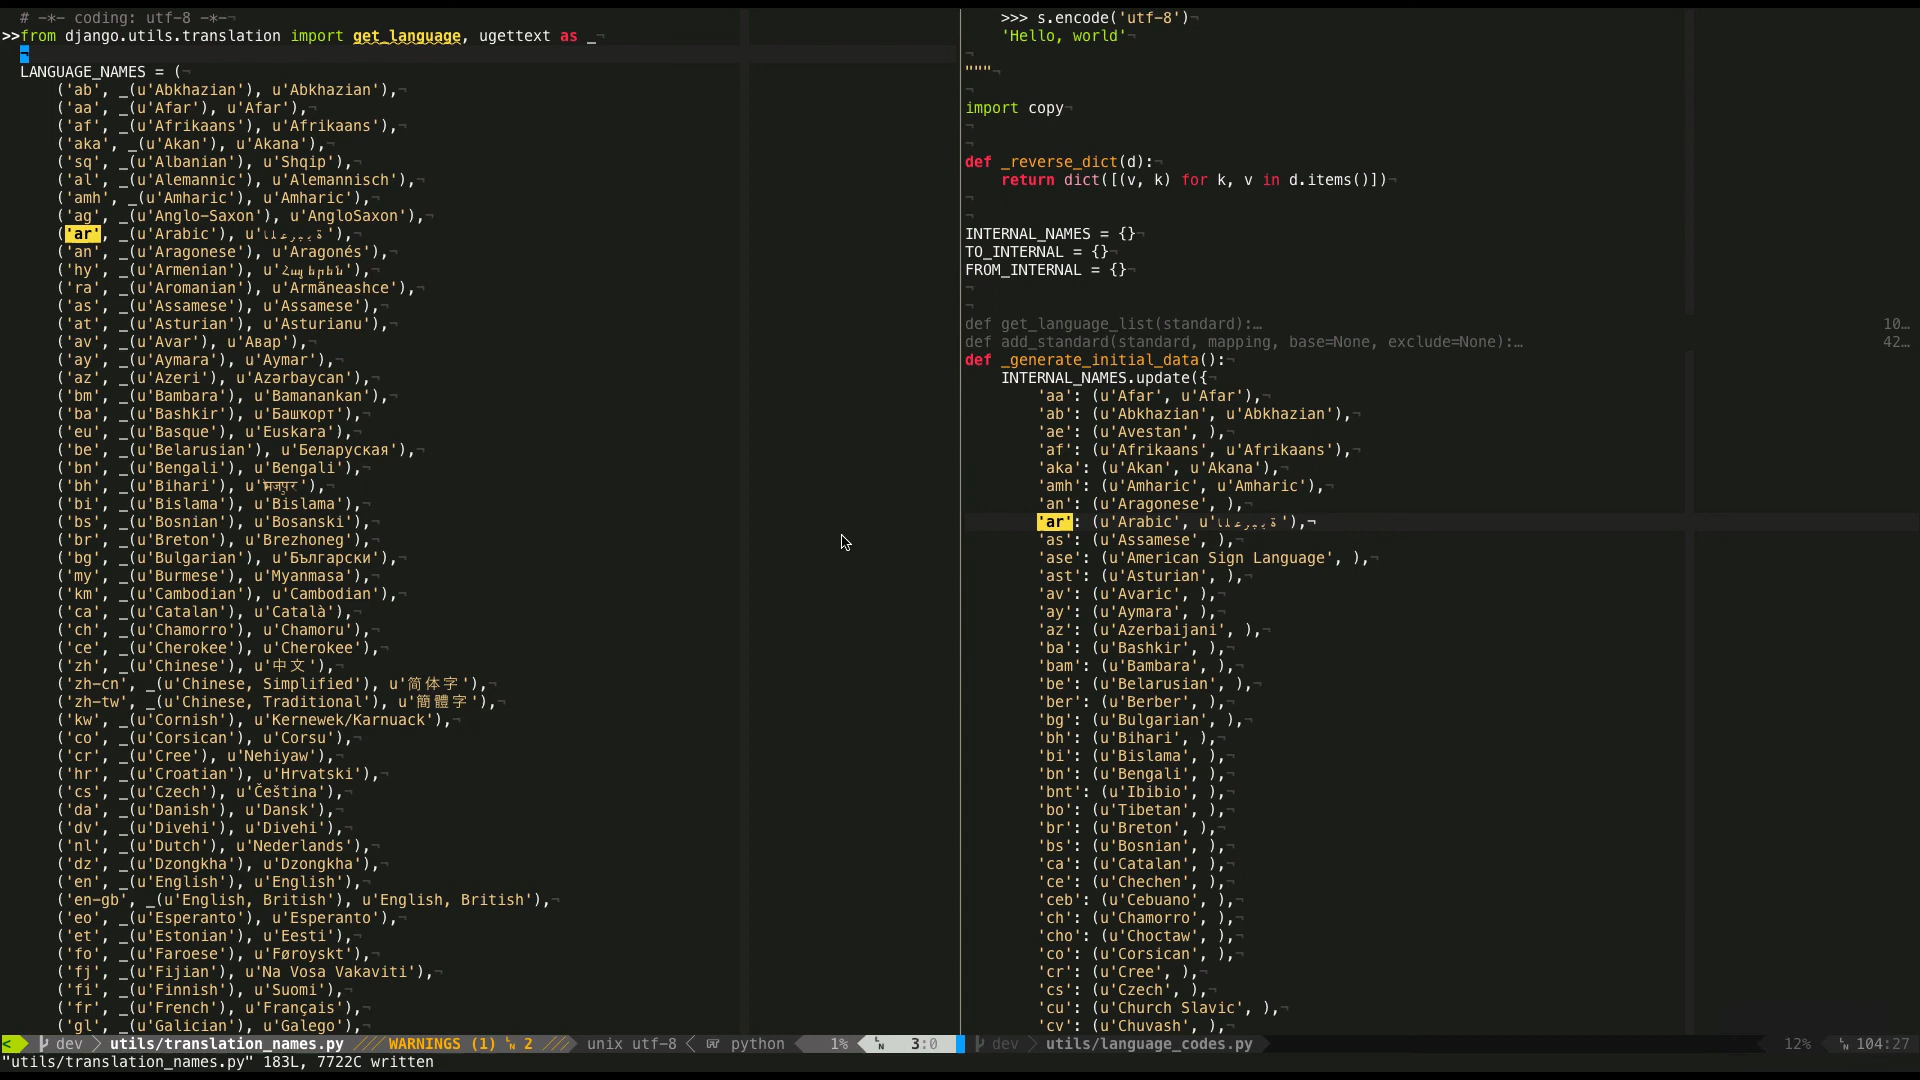 # -*- coding: utf-8 -*-¬
>>from django.utils.translation import get_language, ugettext as _¬
¬
LANGUAGE_NAMES = (¬
('ab', _(u'Abkhazian'), u'Abkhazian'),¬
('aa', _(u'Afar'), u'Afar'),¬
('af', _(u'Afrikaans'), u'Afrikaans'),¬
('aka', _(u'Akan'), u'Akana'),¬
('sq', _(u'Albanian'), u'Shqip'),¬
('al', _(u'Alemannic'), u'Alemannisch'),¬
('amh', _(u'Amharic'), u'Amharic'),¬
('ag', _(u'Anglo-Saxon'), u'AngloSaxon'),¬
('ar', _(u'Arabic'), u'ةيبرعلا'),¬
('an', _(u'Aragonese'), u'Aragonés'),¬
('hy', _(u'Armenian'), u'Հայերեն'),¬
('ra', _(u'Aromanian'), u'Armãneashce'),¬
('as', _(u'Assamese'), u'Assamese'),¬
('at', _(u'Asturian'), u'Asturianu'),¬
('av', _(u'Avar'), u'Авар'),¬
('ay', _(u'Aymara'), u'Aymar'),¬
('az', _(u'Azeri'), u'Azərbaycan'),¬
('bm', _(u'Bambara'), u'Bamanankan'),¬
('ba', _(u'Bashkir'), u'Башкорт'),¬
('eu', _(u'Basque'), u'Euskara'),¬
('be', _(u'Belarusian'), u'Беларуская'),¬
('bn', _(u'Bengali'), u'Bengali'),¬
('bh', _(u'Bihari'), u''),¬
('bi', _(u'Bislama'), u'Bislama'),¬
('bs', _(u'Bosnian'), u'Bosanski'),¬
('br', _(u'Breton'), u'Brezhoneg'),¬
('bg', _(u'Bulgarian'), u'Български'),¬
('my', _(u'Burmese'), u'Myanmasa'),¬
('km', _(u'Cambodian'), u'Cambodian'),¬
('ca', _(u'Catalan'), u'Català'),¬
('ch', _(u'Chamorro'), u'Chamoru'),¬
('ce', _(u'Cherokee'), u'Cherokee'),¬
('zh', _(u'Chinese'), u'中文'),¬
('zh-cn', _(u'Chinese, Simplified'), u'简体字'),¬
('zh-tw', _(u'Chinese, Traditional'), u'簡體字'),¬
('kw', _(u'Cornish'), u'Kernewek/Karnuack'),¬
('co', _(u'Corsican'), u'Corsu'),¬
('cr', _(u'Cree'), u'Nehiyaw'),¬
('hr', _(u'Croatian'), u'Hrvatski'),¬
('cs', _(u'Czech'), u'Čeština'),¬
('da', _(u'Danish'), u'Dansk'),¬
('dv', _(u'Divehi'), u'Divehi'),¬
('nl', _(u'Dutch'), u'Nederlands'),¬
('dz', _(u'Dzongkha'), u'Dzongkha'),¬
('en', _(u'English'), u'English'),¬
('en-gb', _(u'English, British'), u'English, British'),¬
('eo', _(u'Esperanto'), u'Esperanto'),¬
('et', _(u'Estonian'), u'Eesti'),¬
('fo', _(u'Faroese'), u'Føroyskt'),¬
('fj', _(u'Fijian'), u'Na Vosa Vakaviti'),¬
('fi', _(u'Finnish'), u'Suomi'),¬
('fr', _(u'French'), u'Français'),¬
('gl', _(u'Galician'), u'Galego'),¬
< dev > utils/translation_names.py WARNINGS (1) 2 unix utf-8 < python 1% 3:0
"utils/translation_names.py" 183L, 7722C written
>>> s.encode('utf-8')¬
'Hello, world'¬
¬
"""¬
¬
import copy¬
¬
¬
def _reverse_dict(d):¬
return dict([(v, k) for k, v in d.items()])¬
¬
¬
INTERNAL_NAMES = {}¬
TO_INTERNAL = {}¬
FROM_INTERNAL = {}¬
¬
¬
def get_language_list(standard):… 10…
def add_standard(standard, mapping, base=None, exclude=None):… 42…
def _generate_initial_data():¬
INTERNAL_NAMES.update({¬
'aa': (u'Afar', u'Afar'),¬
'ab': (u'Abkhazian', u'Abkhazian'),¬
'ae': (u'Avestan', ),¬
'af': (u'Afrikaans', u'Afrikaans'),¬
'aka': (u'Akan', u'Akana'),¬
'amh': (u'Amharic', u'Amharic'),¬
'an': (u'Aragonese', ),¬
'ar': (u'Arabic', u'ةيبرعلا'),¬
'as': (u'Assamese', ),¬
'ase': (u'American Sign Language', ),¬
'ast': (u'Asturian', ),¬
'av': (u'Avaric', ),¬
'ay': (u'Aymara', ),¬
'az': (u'Azerbaijani', ),¬
'ba': (u'Bashkir', ),¬
'bam': (u'Bambara', ),¬
'be': (u'Belarusian', ),¬
'ber': (u'Berber', ),¬
'bg': (u'Bulgarian', ),¬
'bh': (u'Bihari', ),¬
'bi': (u'Bislama', ),¬
'bn': (u'Bengali', ),¬
'bnt': (u'Ibibio', ),¬
'bo': (u'Tibetan', ),¬
'br': (u'Breton', ),¬
'bs': (u'Bosnian', ),¬
'ca': (u'Catalan', ),¬
'ce': (u'Chechen', ),¬
'ceb': (u'Cebuano', ),¬
'ch': (u'Chamorro', ),¬
'cho': (u'Choctaw', ),¬
'co': (u'Corsican', ),¬
'cr': (u'Cree', ),¬
'cs': (u'Czech', ),¬
'cu': (u'Church Slavic', ),¬
'cv': (u'Chuvash', ),¬
dev utils/language_codes.py 12% 104:27